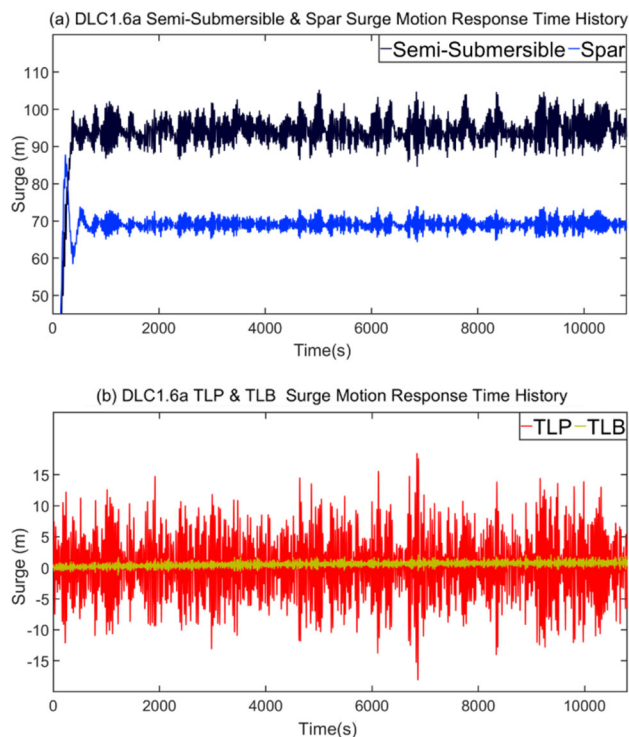 (a) DLC1.6a Semi-Submersible & Spar Surge Motion Response Time History
Semi-Submersible Spar
110
100
90
80
70
60
50
Surge (m)
0 2000 4000 6000 8000 10000
Time(s)
(b) DLC1.6a TLP & TLB Surge Motion Response Time History
TLP TLB
15
10
5
0
-5
-10
-15
Surge (m)
0 2000 4000 6000 8000 10000
Time(s)